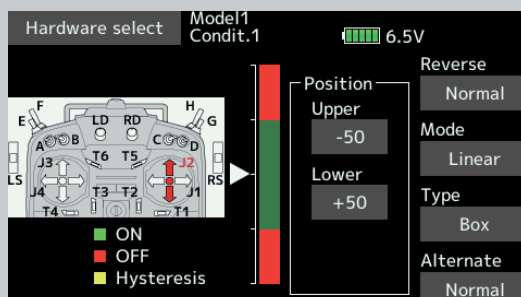 Hardware select
Model1
Condit.1
6.5V
F
H
E
LD RD
G
A B
C D
J3
T6 T5
J2
LS
RS
J4
T3 T2
J1
T4
T1
ON
OFF
Hysteresis
Position
Upper
-50
Lower
+50
Reverse
Normal
Mode
Linear
Type
Box
Alternate
Normal